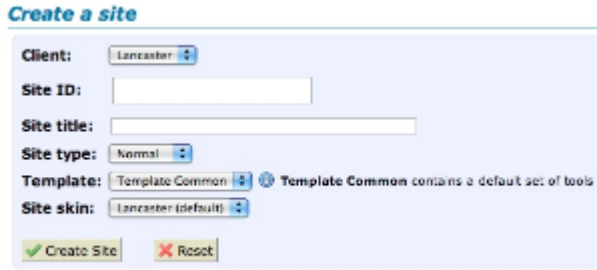 Create a site
Client: Lancaster
Site ID:
Site title:
Site type: Normal
Template: Template Common Template Common contains a default set of tools
Site skin: Lancaster (default)
Create Site Reset